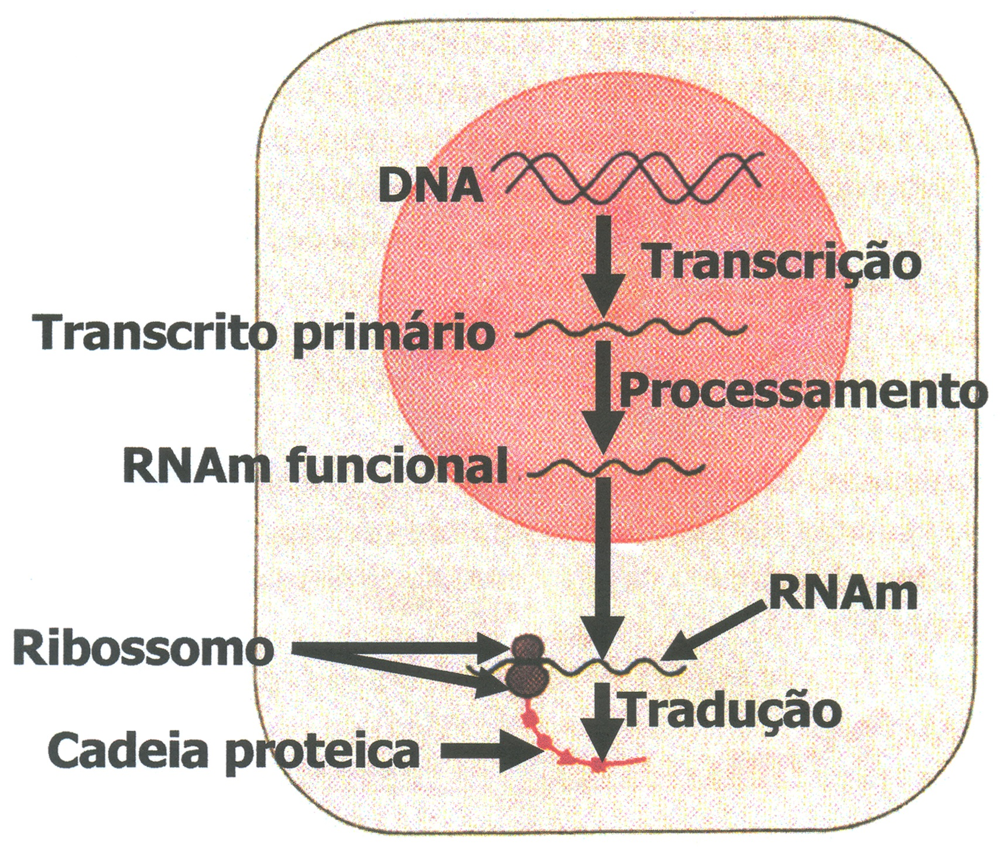 DNA
Transcrição
Transcrito primário
Processamento
RNAm funcional
RNAm
Ribossomo
Tradução
Cadeia proteica